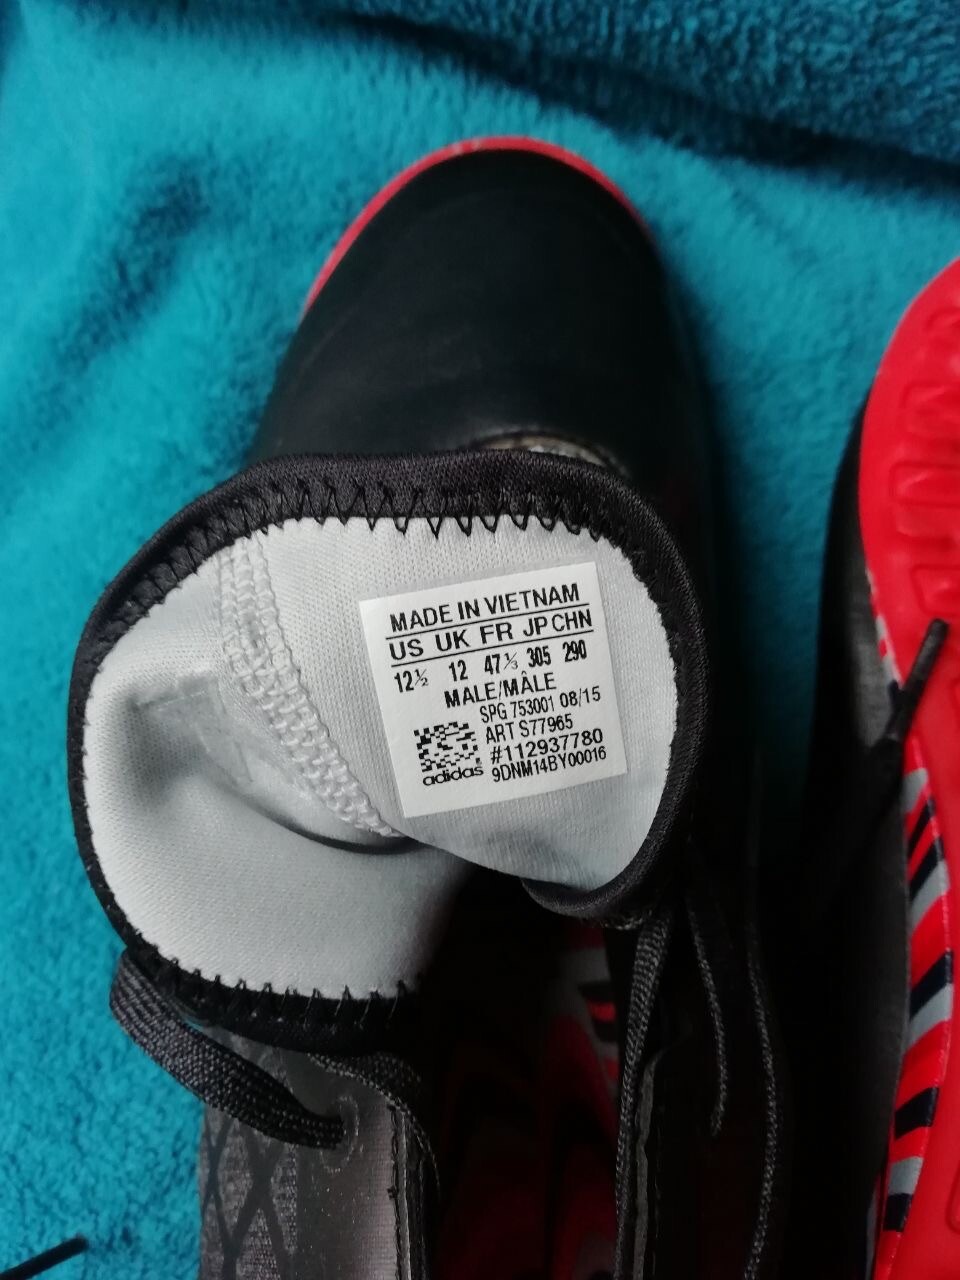 MADE IN VIETNAM
US UK FR JP CHN
12½ 12 47⅓ 305 290
MALE/MÂLE
SPG 753001 08/15
ART S77965
#112937780
adidas 9DNM14BY00016